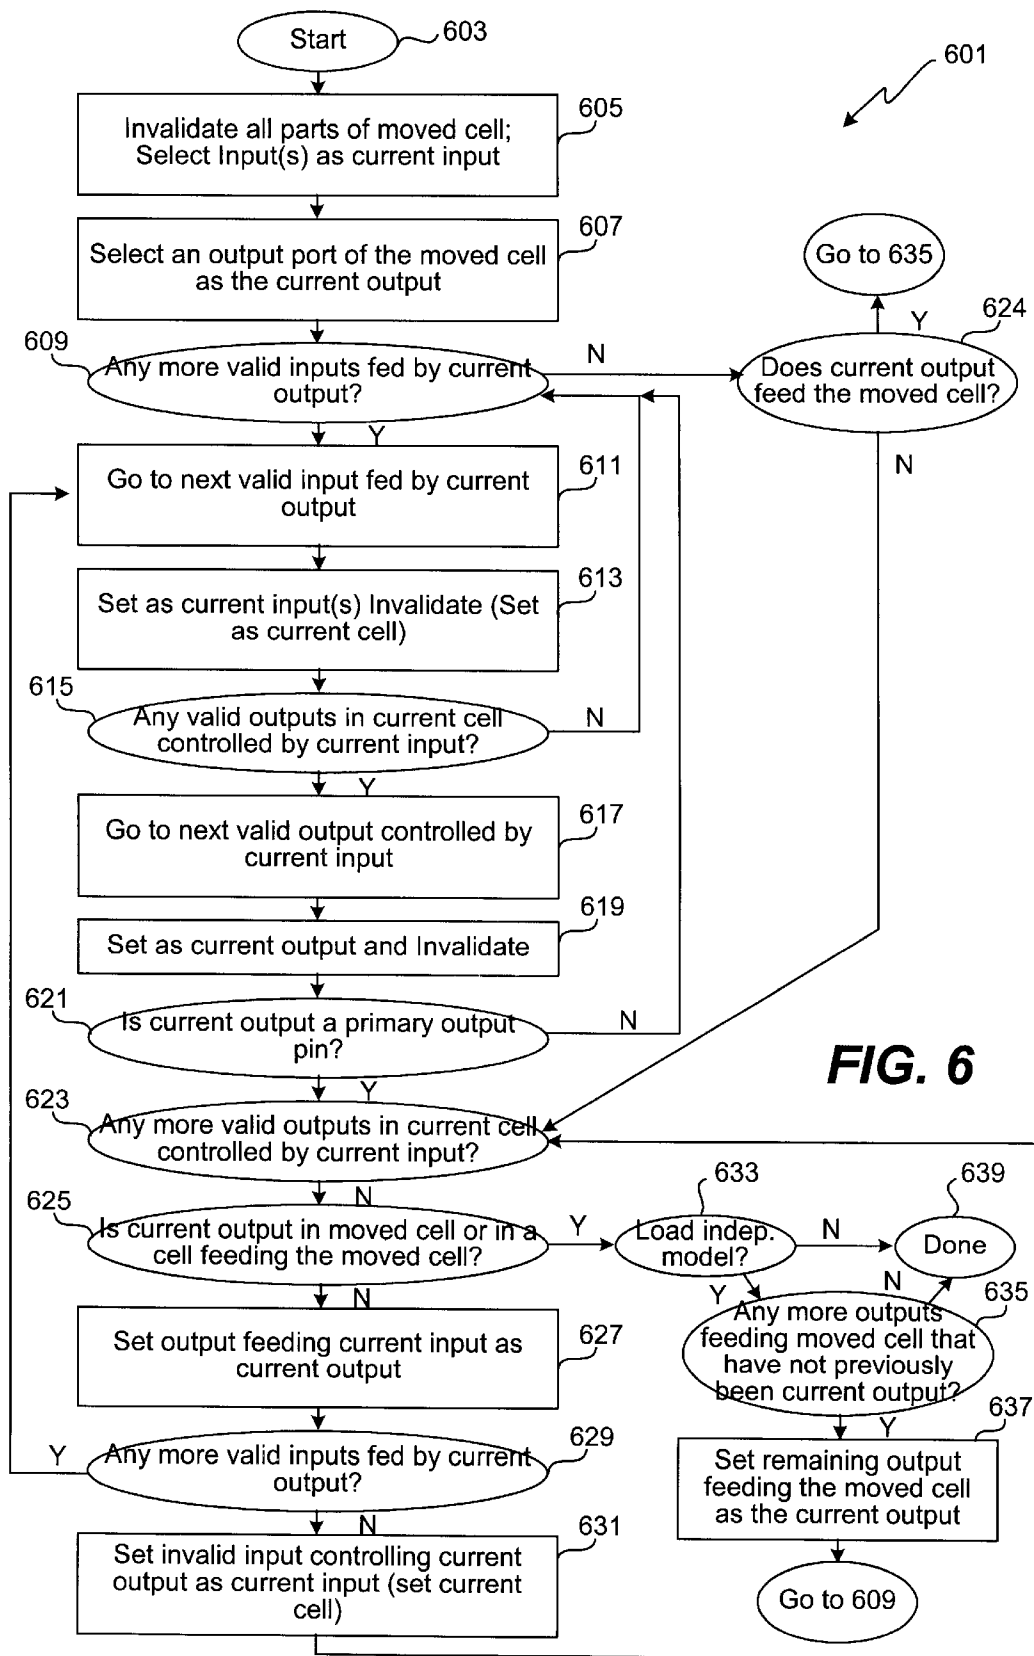 Start
603
601
605
Invalidate all parts of moved cell;
Select Input(s) as current input
607
Select an output port of the moved cell
as the current output
Go to 635
609
Any more valid inputs fed by current
output?
N
Y
624
Does current output
feed the moved cell?
Y
N
611
Go to next valid input fed by current
output
613
Set as current input(s) Invalidate (Set
as current cell)
615
Any valid outputs in current cell
controlled by current input?
N
Y
617
Go to next valid output controlled by
current input
619
Set as current output and Invalidate
621
Is current output a primary output
pin?
N
FIG. 6
Y
623
Any more valid outputs in current cell
controlled by current input?
N
625
Is current output in moved cell or in a
cell feeding the moved cell?
Y
633
Load indep.
model?
N
639
Done
N
Y
N
635
Any more outputs
feeding moved cell that
have not previously
been current output?
627
Set output feeding current input as
current output
Y
637
Set remaining output
feeding the moved cell
as the current output
Y
Any more valid inputs fed by current
output?
629
N
631
Set invalid input controlling current
output as current input (set current
cell)
Go to 609